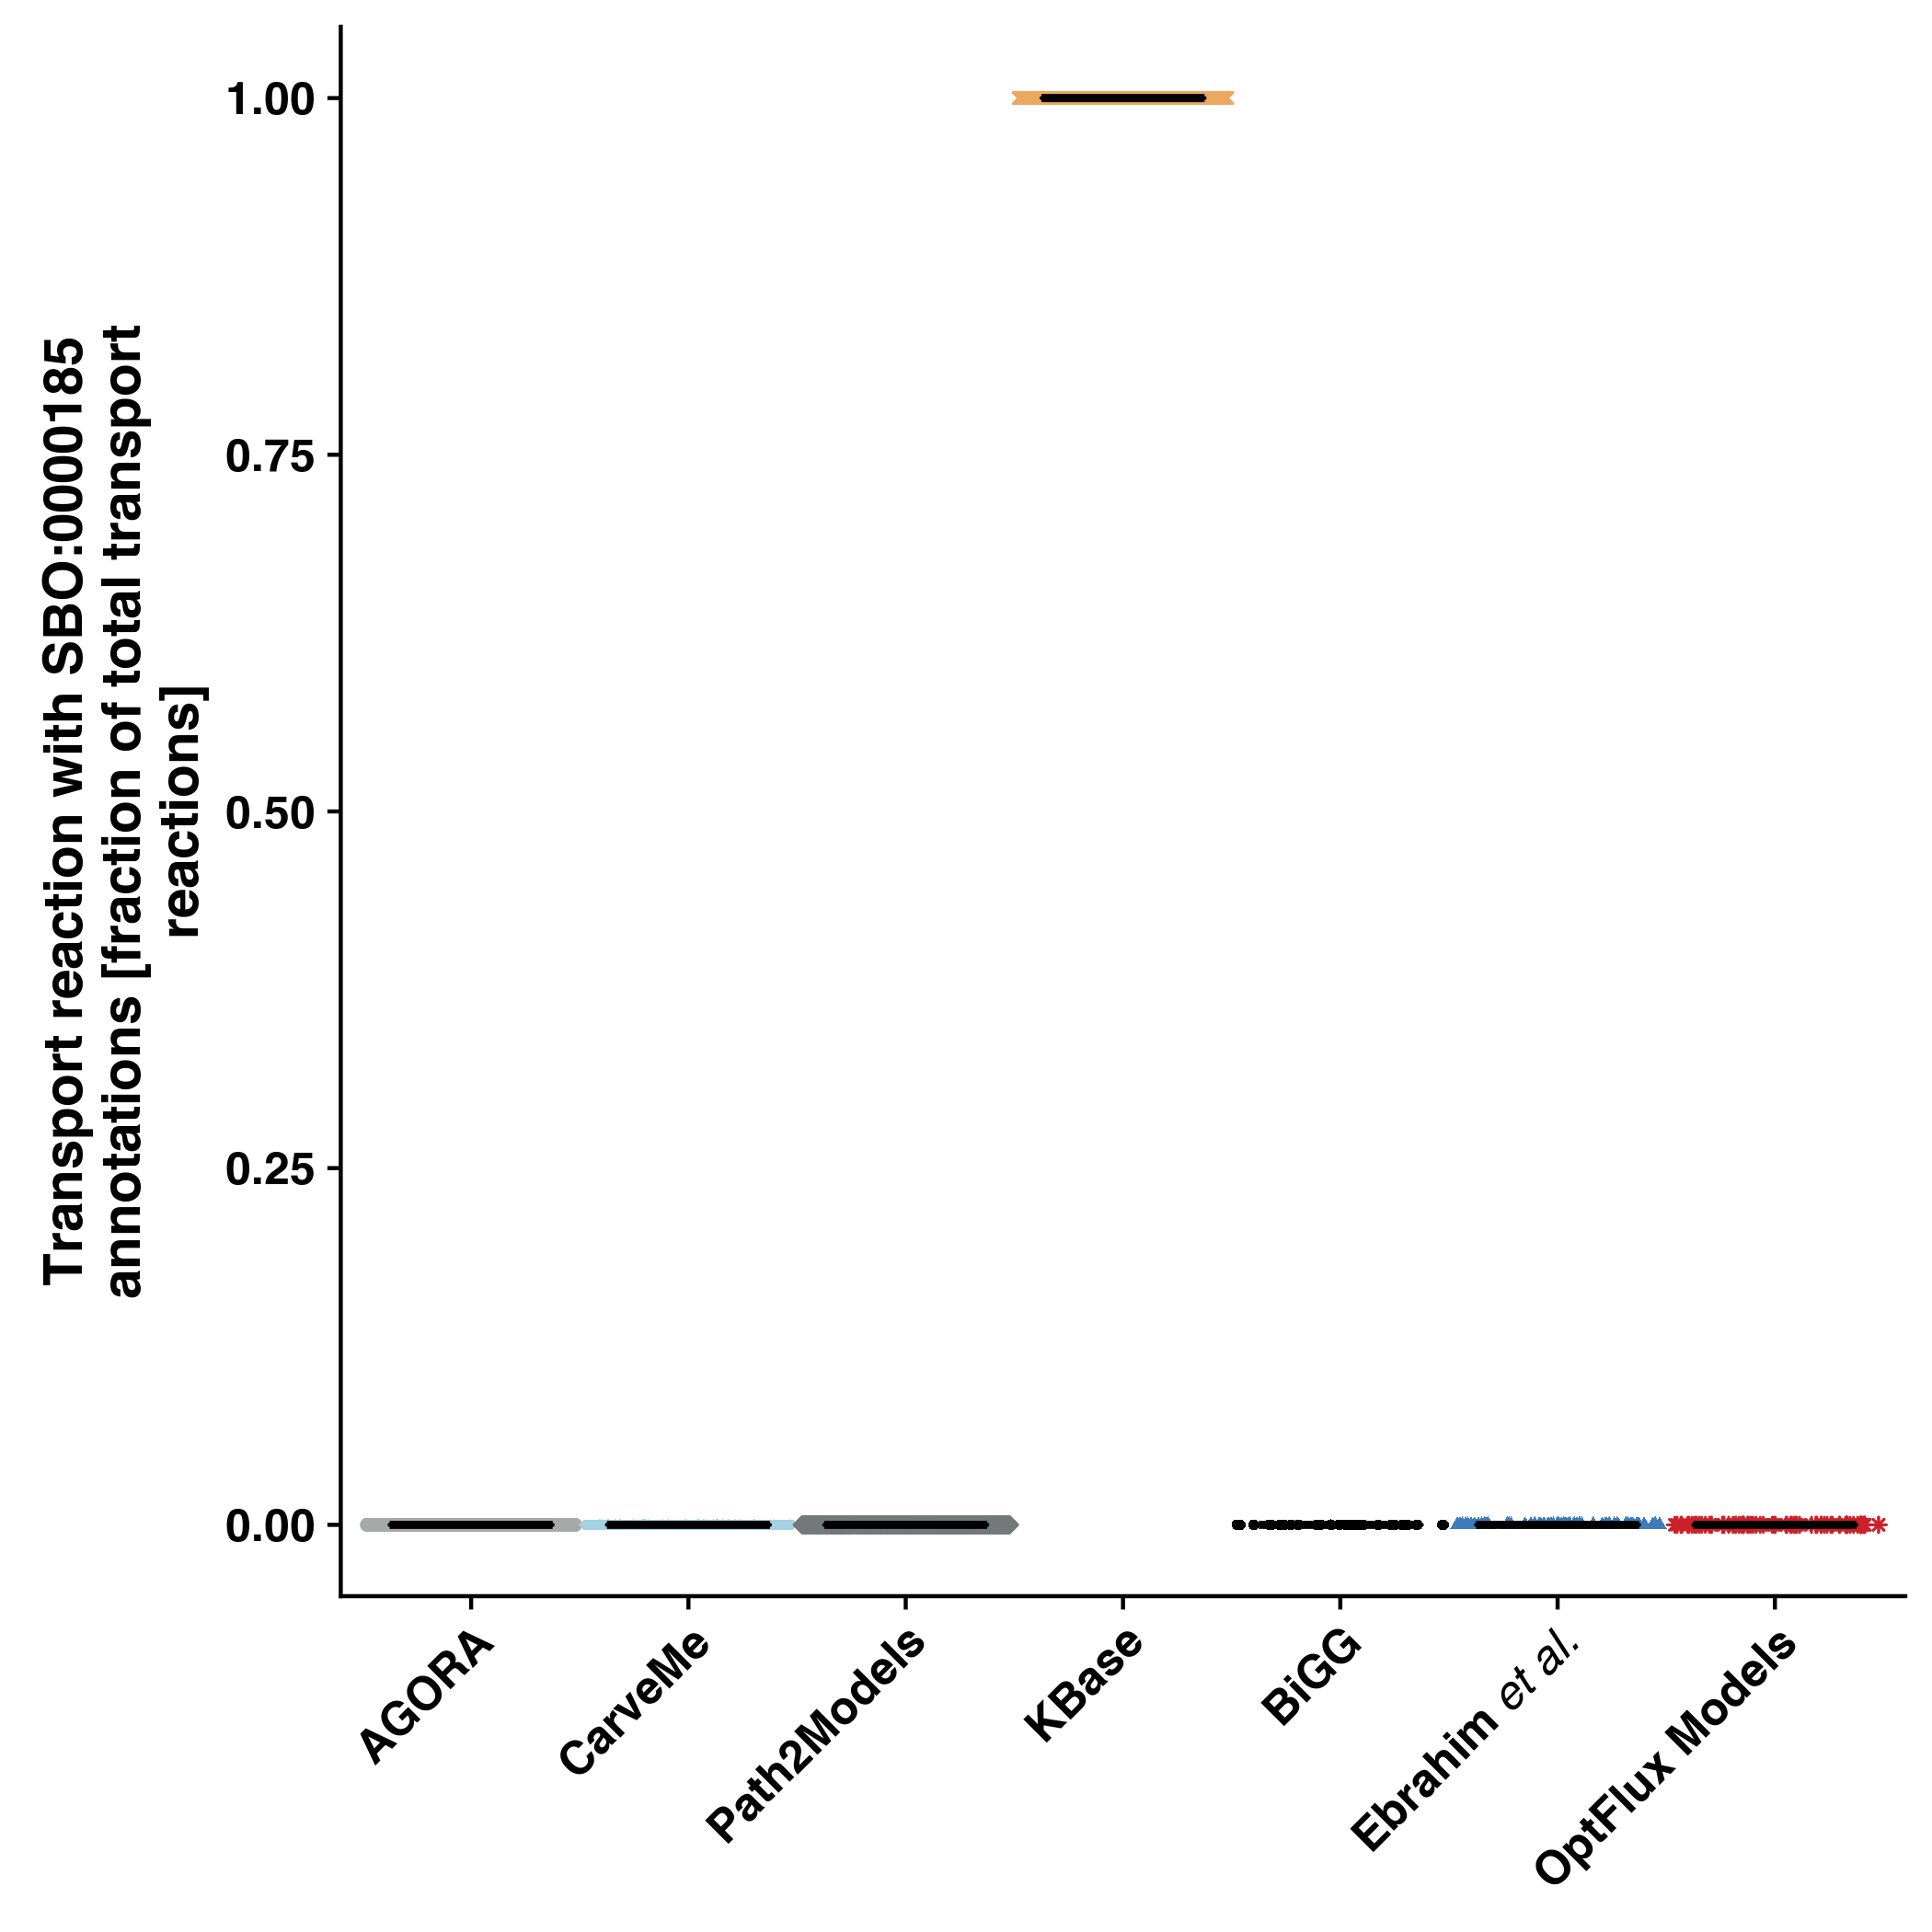 Transport reaction with SBO:0000185
annotations [fraction of total transport
reactions]
1.00
0.75
0.50
0.25
0.00
AGORA
CarveMe
Path2Models
KBase
BiGG
Ebrahim et al.
OptFlux Models